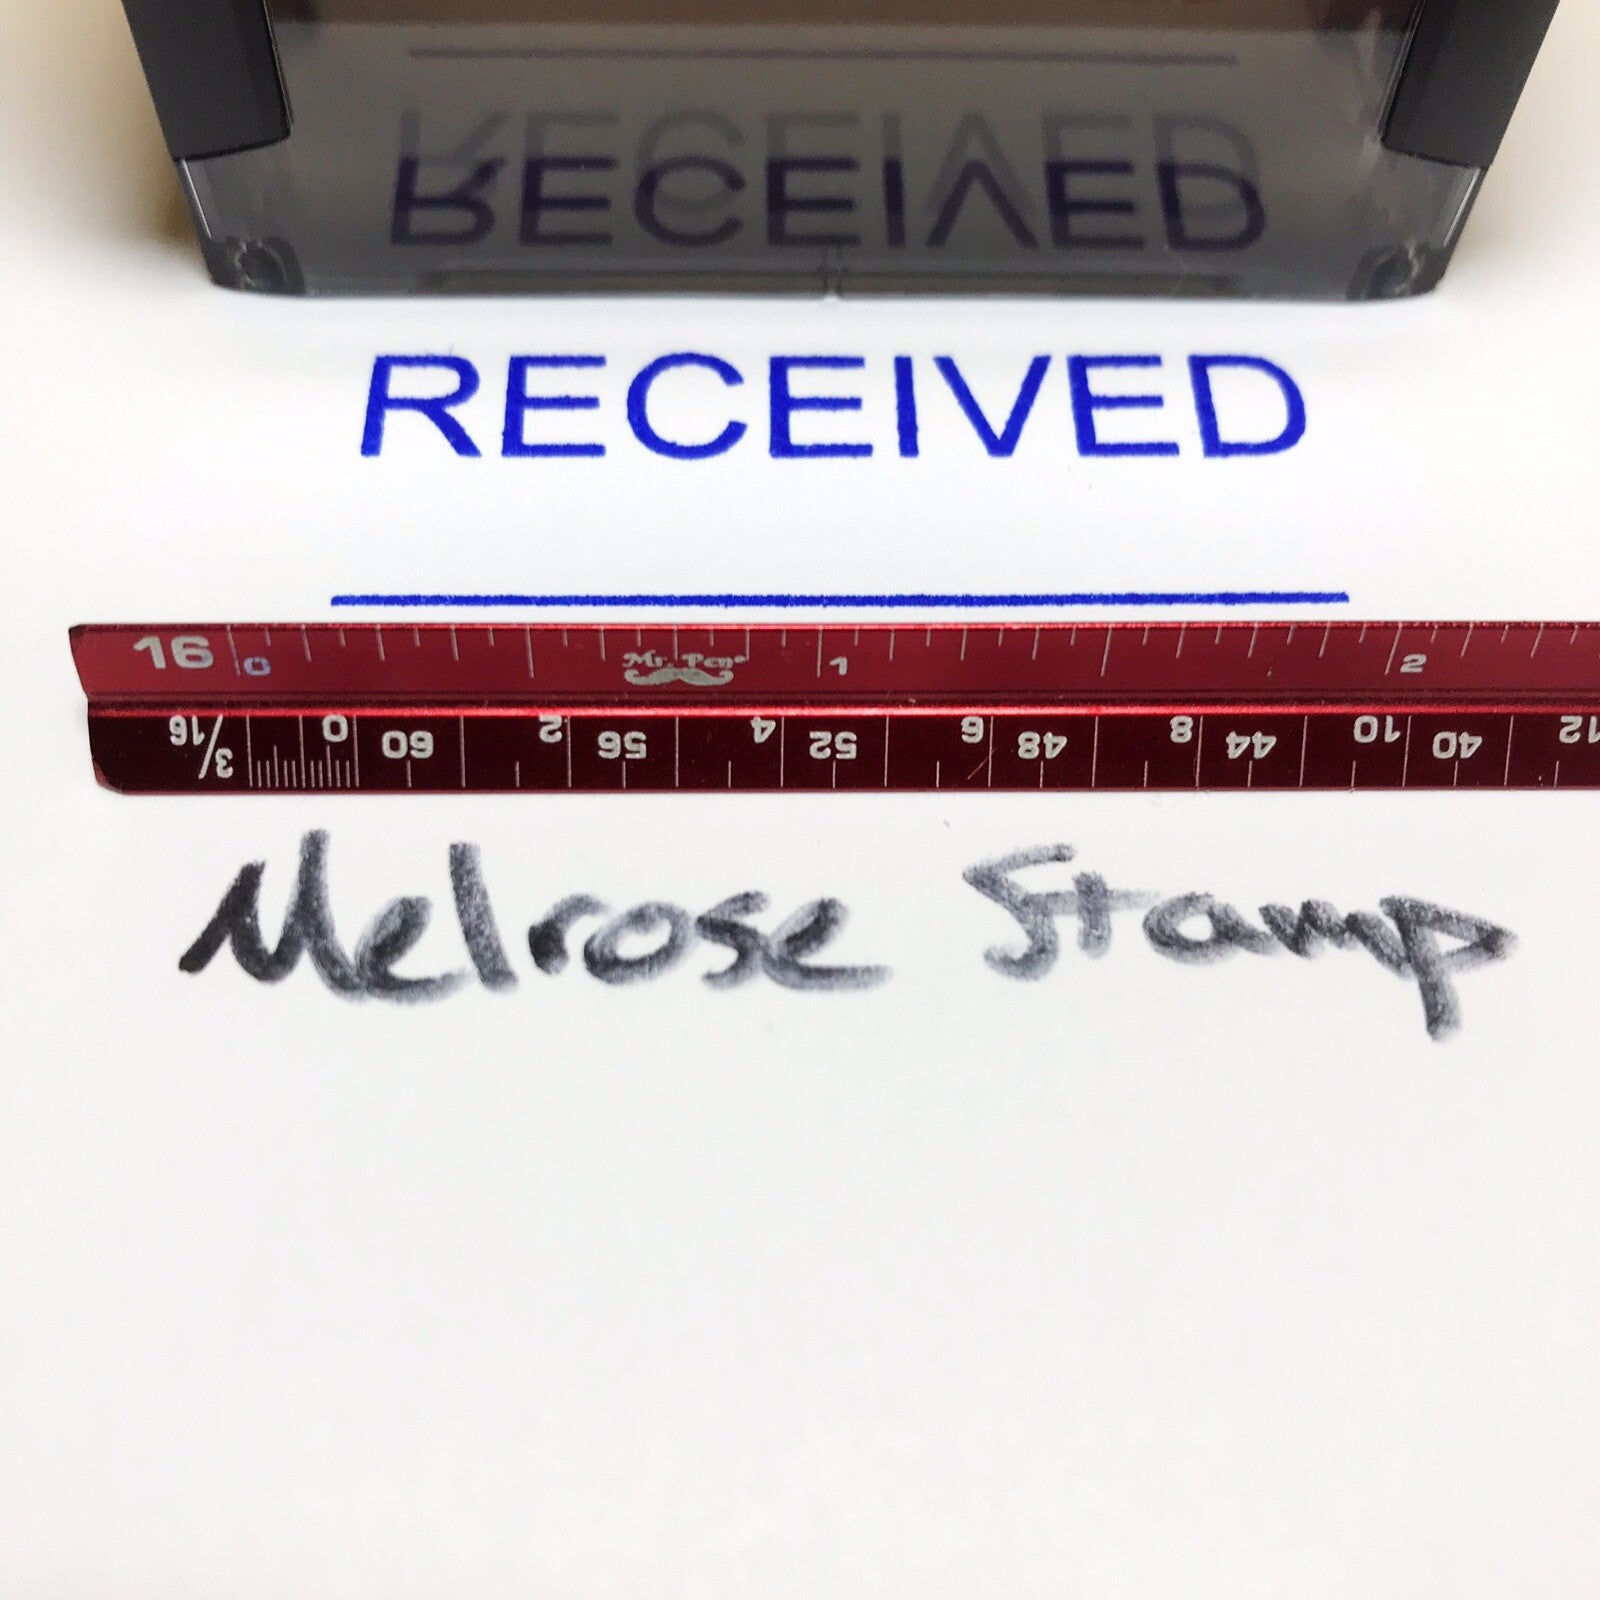 RECEIVED
RECEIVED
16 0 Mr. Pen® 1 2
3/16 0 60 2 56 4 52 6 48 8 44 10 40 12
Melrose Stamp